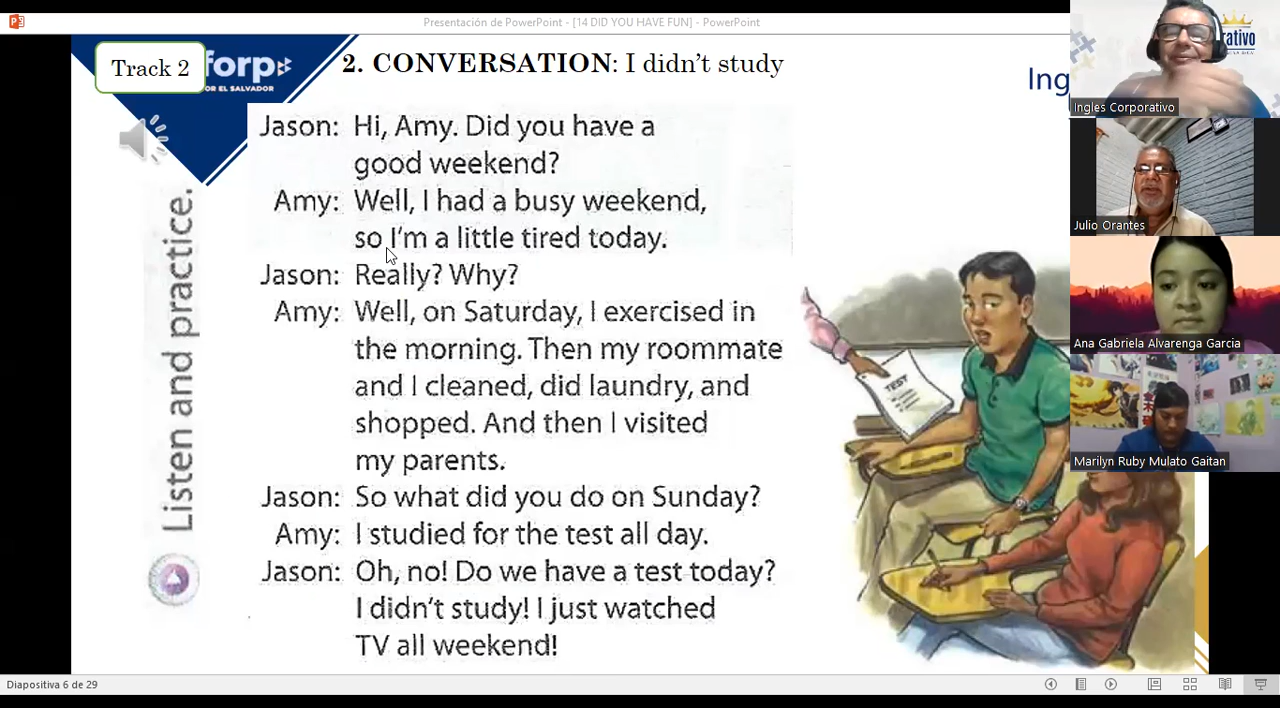 Presentación de PowerPoint - [14 DID YOU HAVE FUN] - PowerPoint
Track 2
forp
POR EL SALVADOR
2. CONVERSATION: I didn't study
Ing
rativo
Listen and practice.
Jason: Hi, Amy. Did you have a
good weekend?
Amy: Well, I had a busy weekend,
so I'm a little tired today.
Jason: Really? Why?
Amy: Well, on Saturday, I exercised in
the morning. Then my roommate
and I cleaned, did laundry, and
shopped. And then I visited
my parents.
Jason: So what did you do on Sunday?
Amy: I studied for the test all day.
Jason: Oh, no! Do we have a test today?
I didn't study! I just watched
TV all weekend!
TEST
Ingles Corporativo
Julio Orantes
Ana Gabriela Alvarenga Garcia
Marilyn Ruby Mulato Gaitan
Diapositiva 6 de 29